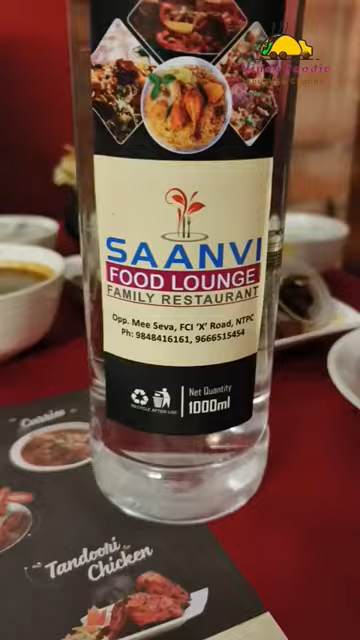 SAANVI
FOOD LOUNGE
FAMILY RESTAURANT
Opp. Mee Seva, FCI 'X' Road, NTPC
Ph: 9848416161, 9666515454
RECYCLE AFTER USE
Net Quantity
1000ml
Curries
Tandoori
Chicken